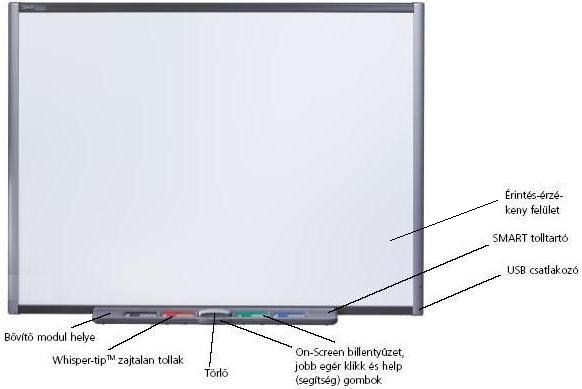 SMART
Érintés-érzé-
keny felület
SMART tolltartó
USB csatlakozó
Bővítő modul helye
Whisper-tip™ zajtalan tollak
Törlő
On-Screen billentyűzet,
jobb egér klikk és help
(segítség) gombok